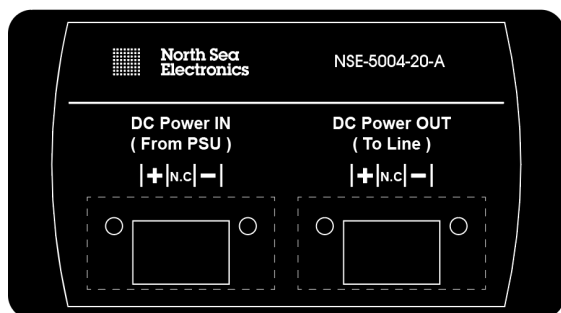 North Sea
Electronics
NSE-5004-20-A
DC Power IN
( From PSU )
|+|N.C|−|
DC Power OUT
( To Line )
|+|N.C|−|